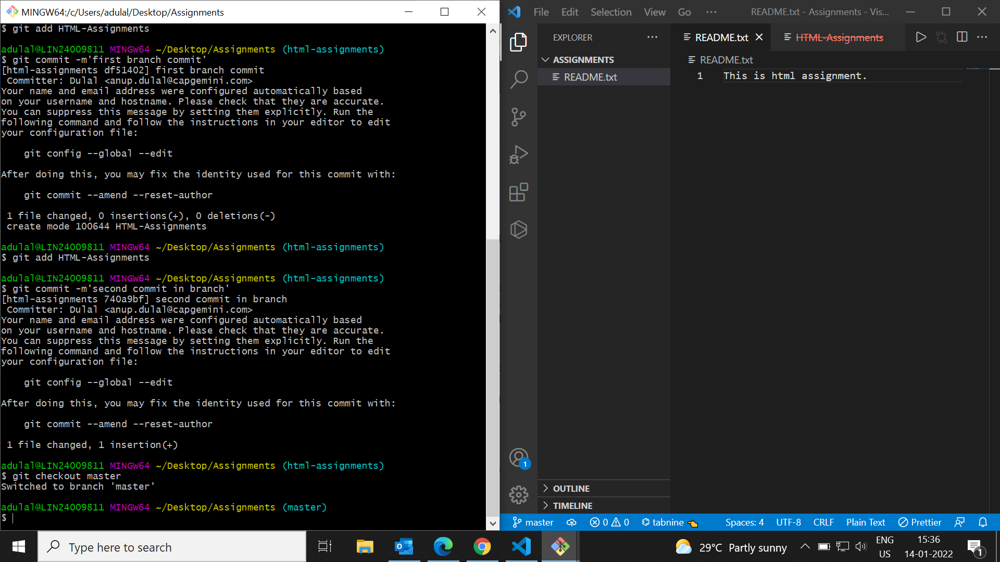 MINGW64:/c/Users/adulal/Desktop/Assignments
$ git add HTML-Assignments
adulal@LIN24009811 MINGW64 ~/Desktop/Assignments (html-assignments)
$ git commit -m'first branch commit'
[html-assignments df51402] first branch commit
Committer: Dulal <anup.dulal@capgemini.com>
Your name and email address were configured automatically based
on your username and hostname. Please check that they are accurate.
You can suppress this message by setting them explicitly. Run the
following command and follow the instructions in your editor to edit
your configuration file:
git config --global --edit
After doing this, you may fix the identity used for this commit with:
git commit --amend --reset-author
1 file changed, 0 insertions(+), 0 deletions(-)
create mode 100644 HTML-Assignments
adulal@LIN24009811 MINGW64 ~/Desktop/Assignments (html-assignments)
$ git add HTML-Assignments
adulal@LIN24009811 MINGW64 ~/Desktop/Assignments (html-assignments)
$ git commit -m'second commit in branch'
[html-assignments 740a9bf] second commit in branch
Committer: Dulal <anup.dulal@capgemini.com>
Your name and email address were configured automatically based
on your username and hostname. Please check that they are accurate.
You can suppress this message by setting them explicitly. Run the
following command and follow the instructions in your editor to edit
your configuration file:
git config --global --edit
After doing this, you may fix the identity used for this commit with:
git commit --amend --reset-author
1 file changed, 1 insertion(+)
adulal@LIN24009811 MINGW64 ~/Desktop/Assignments (html-assignments)
$ git checkout master
Switched to branch 'master'
adulal@LIN24009811 MINGW64 ~/Desktop/Assignments (master)
$
File Edit Selection View Go ··· README.txt - Assignments - Vis...
EXPLORER
ASSIGNMENTS
README.txt
OUTLINE
TIMELINE
1
README.txt HTML-Assignments
README.txt
1 This is html assignment.
master 0 0 tabnine Spaces: 4 UTF-8 CRLF Plain Text Prettier
Type here to search
29°C Partly sunny
ENG
US
15:36
14-01-2022
1